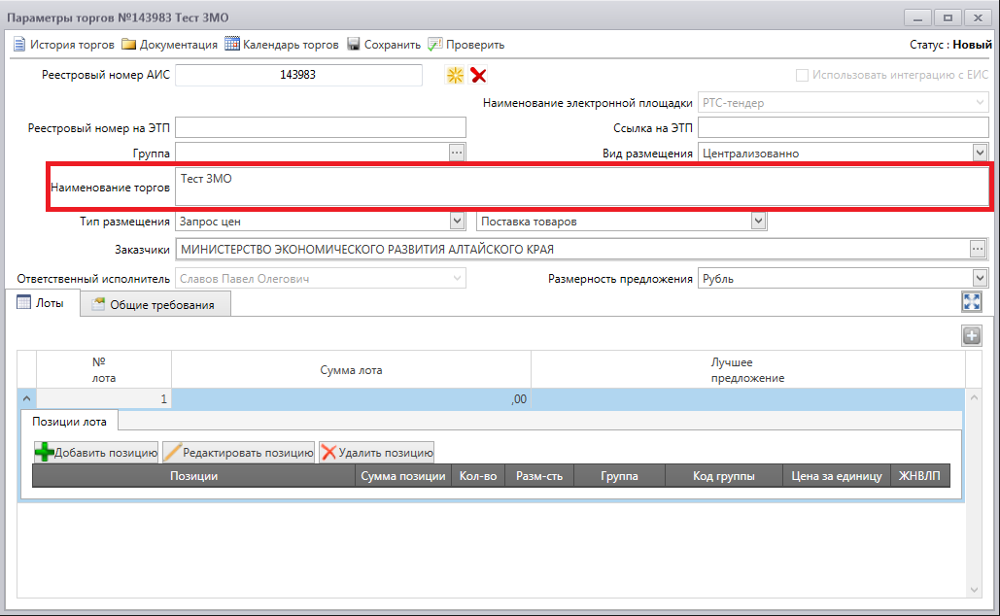 Параметры торгов №143983 Тест ЗМО
История торгов Документация Календарь торгов Сохранить Проверить Статус : Новый
Реестровый номер АИС 143983 Использовать интеграцию с ЕИС
Наименование электронной площадки РТС-тендер
Реестровый номер на ЭТП Ссылка на ЭТП
Группа ... Вид размещения Централизованно
Наименование торгов Тест ЗМО
Тип размещения Запрос цен Поставка товаров
Заказчики МИНИСТЕРСТВО ЭКОНОМИЧЕСКОГО РАЗВИТИЯ АЛТАЙСКОГО КРАЯ ...
Ответственный исполнитель Славов Павел Олегович Размерность предложения Рубль
Лоты Общие требования
№ лота Сумма лота Лучшее предложение
1 ,00
Позиции лота
Добавить позицию Редактировать позицию Удалить позицию
Позиции Сумма позиции Кол-во Разм-сть Группа Код группы Цена за единицу ЖНВЛП